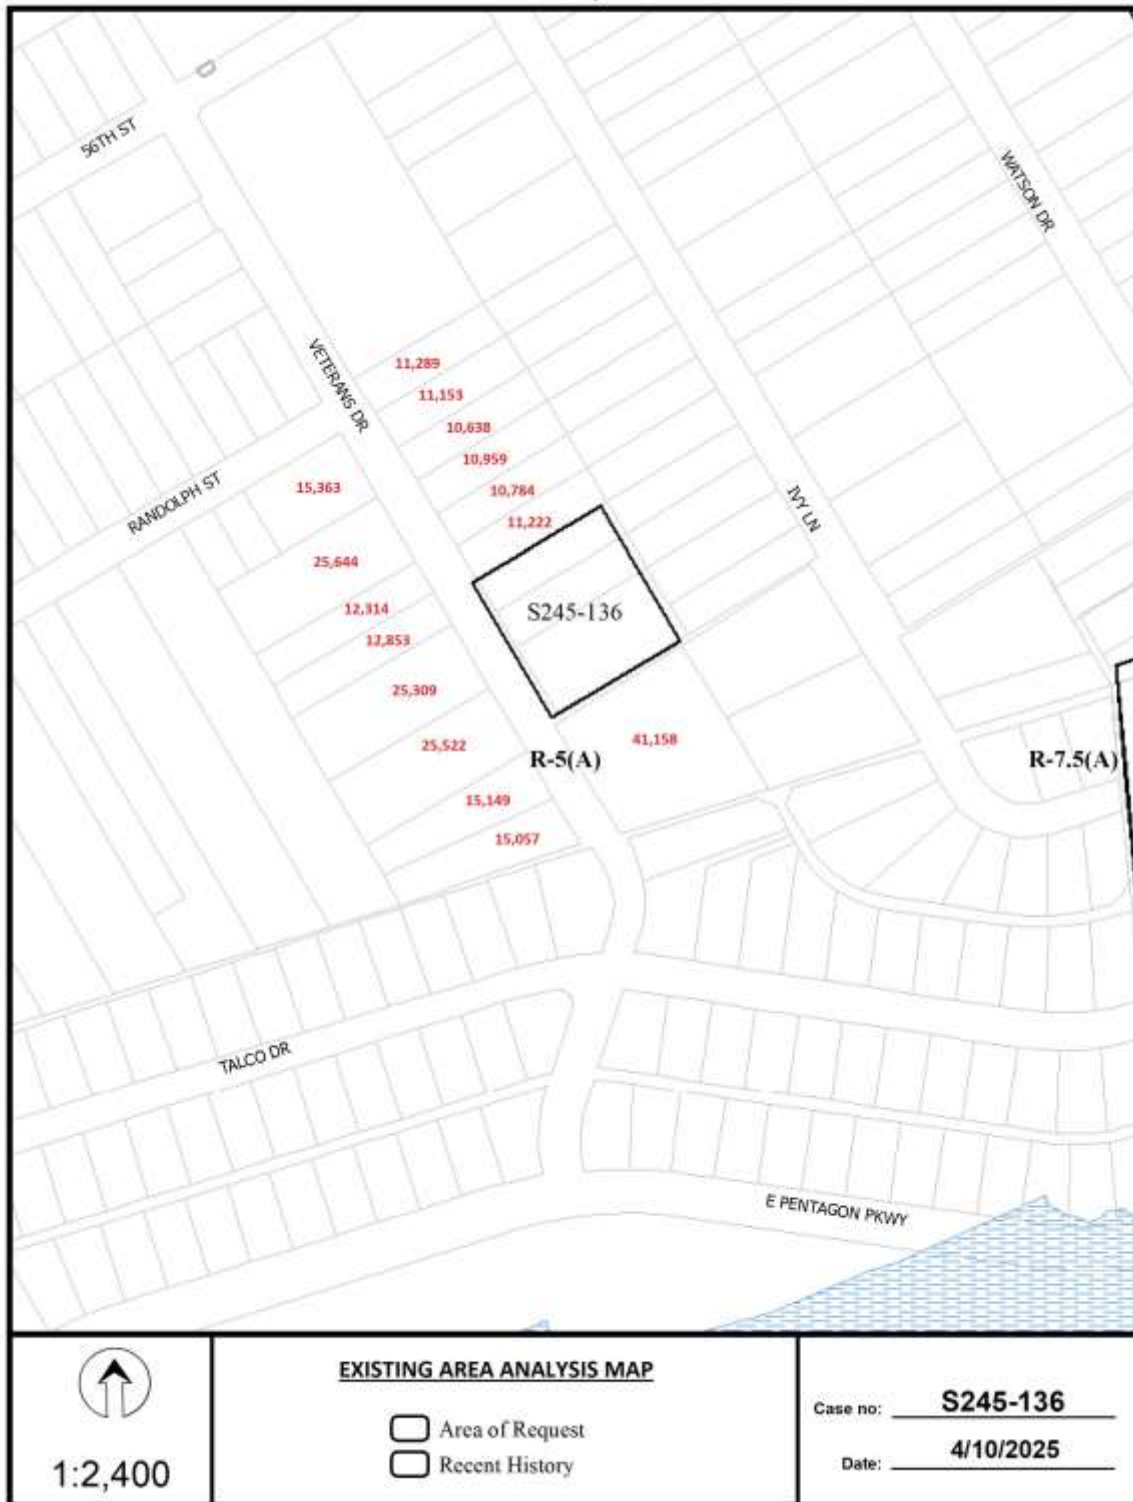 D
56TH ST
WATSON DR
VETERANS DR
11,289
11,153
10,638
10,959
10,784
11,222
RANDOLPH ST
15,363
IVY LN
25,644
12,314
12,853
25,309
25,522
15,149
15,057
S245-136
41,158
R-5(A)
R-7.5(A)
TALCO DR
E PENTAGON PKWY
1:2,400
EXISTING AREA ANALYSIS MAP
Area of Request
Recent History
Case no: S245-136
Date: 4/10/2025